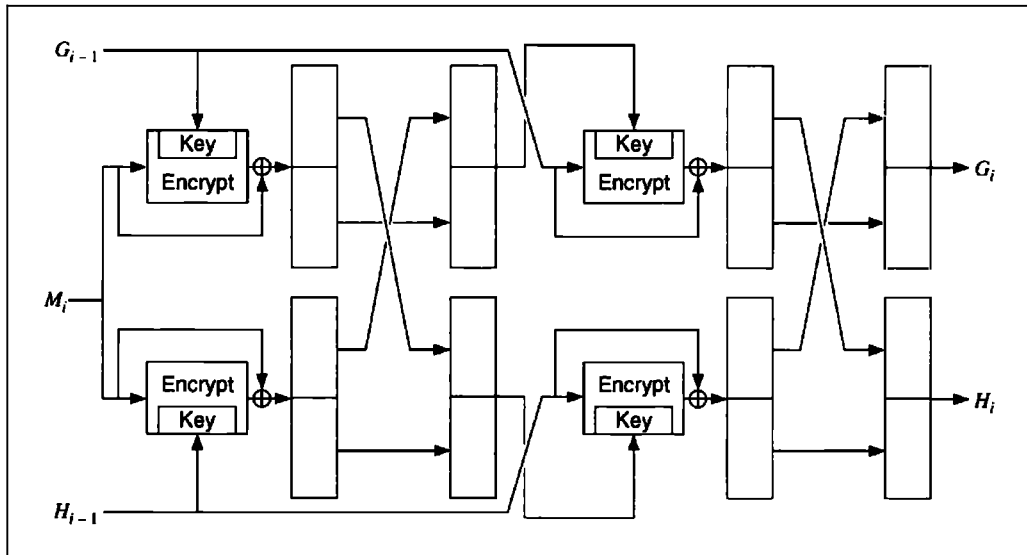 G_{i-1}
Key
Encrypt
Key
Encrypt
G_i
M_i
Encrypt
Key
Encrypt
Key
H_i
H_{i-1}